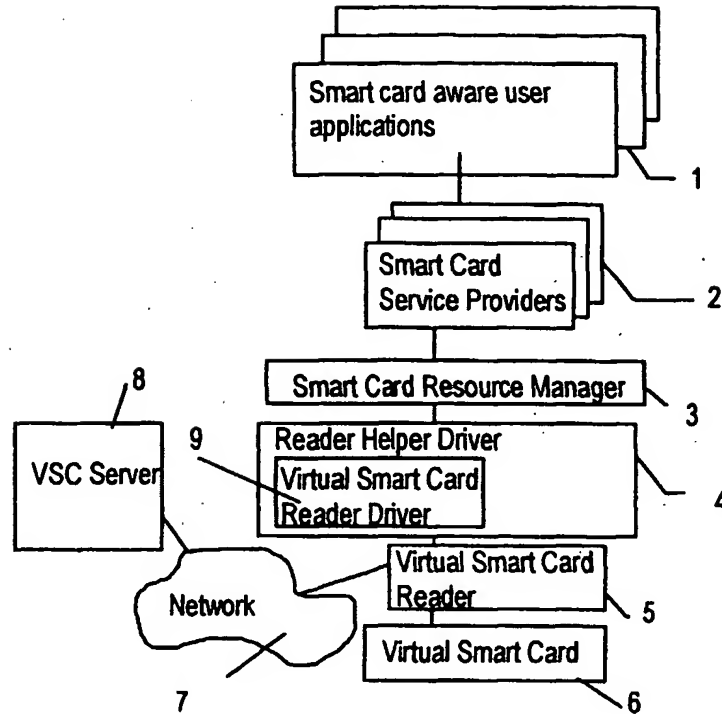 Smart card aware user
applications
1
Smart Card
Service Providers
2
8
Smart Card Resource Manager
3
9
Reader Helper Driver
VSC Server
Virtual Smart Card
Reader Driver
4
Virtual Smart Card
Reader
5
Network
Virtual Smart Card
7
6